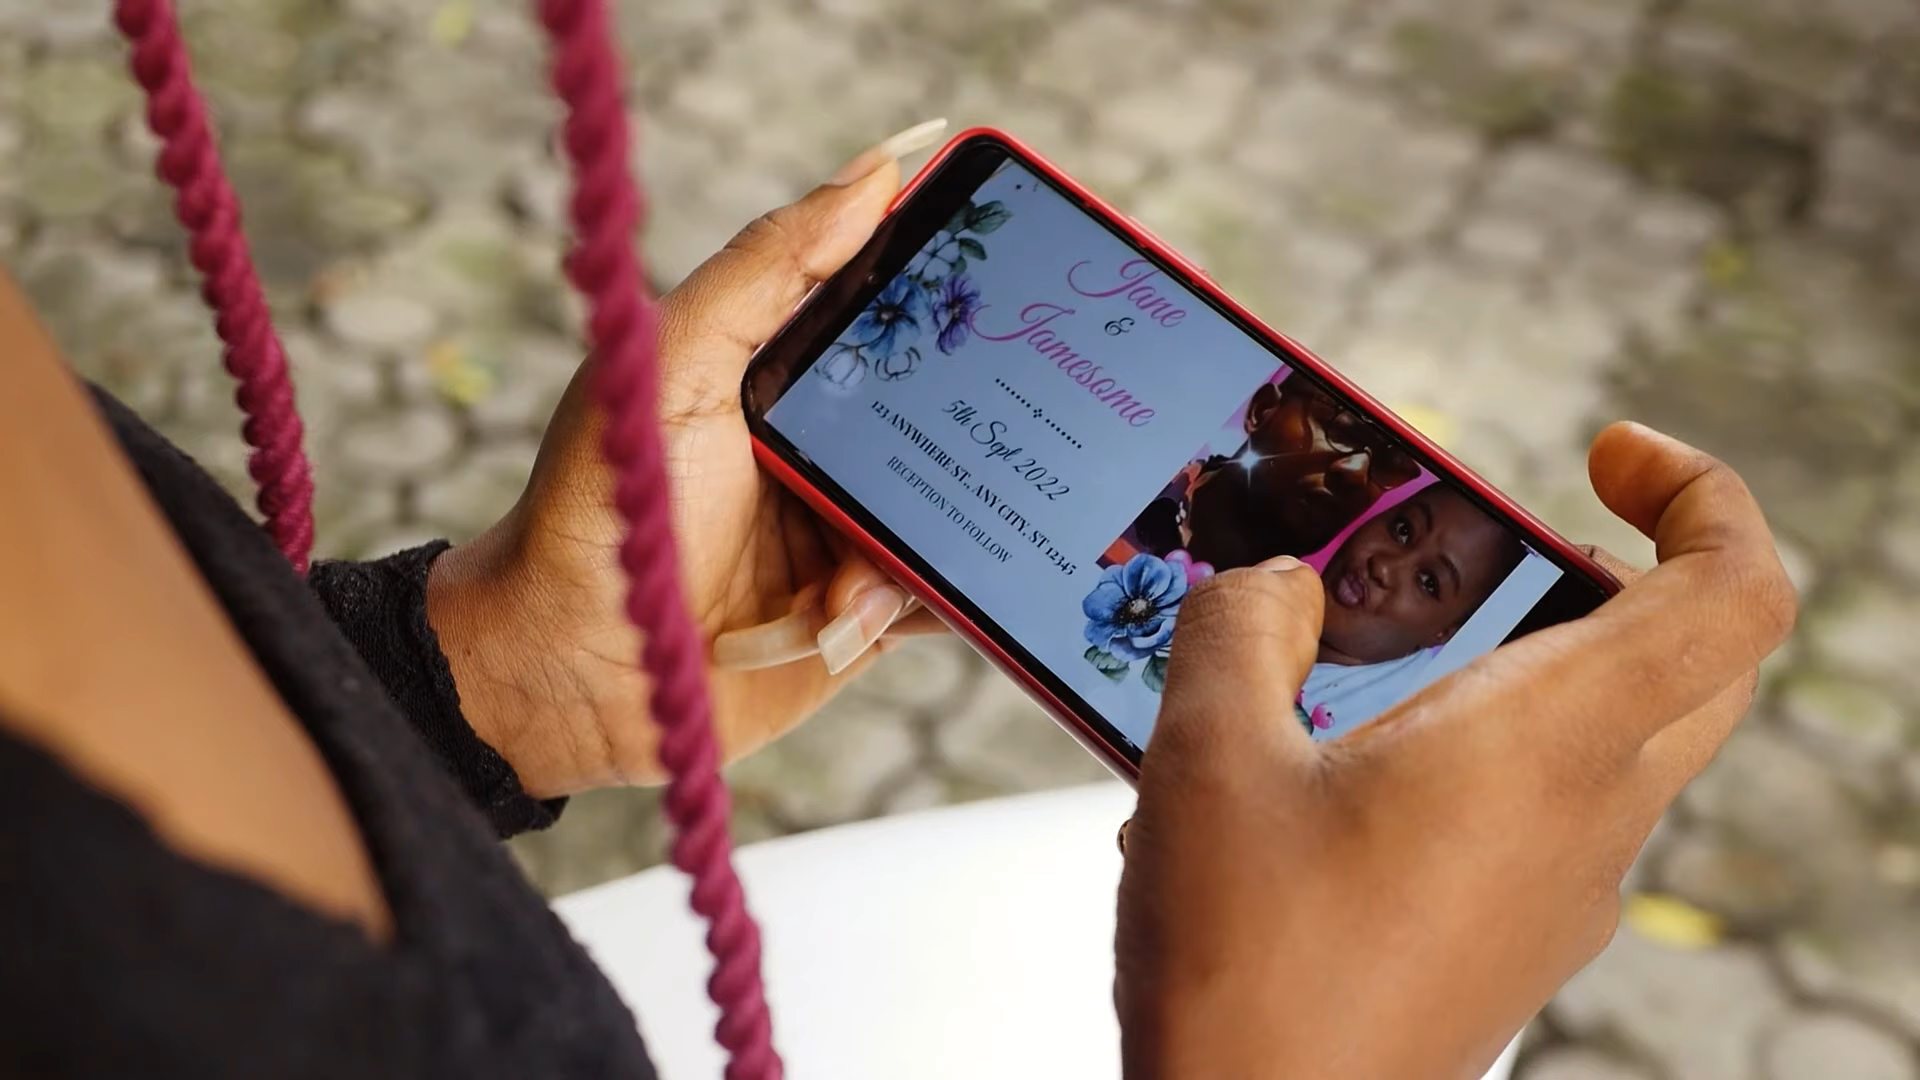 Jane
&
Jamesome
5th Sept 2022
123 ANYWHERE ST., ANY CITY, ST 12345
RECEPTION TO FOLLOW